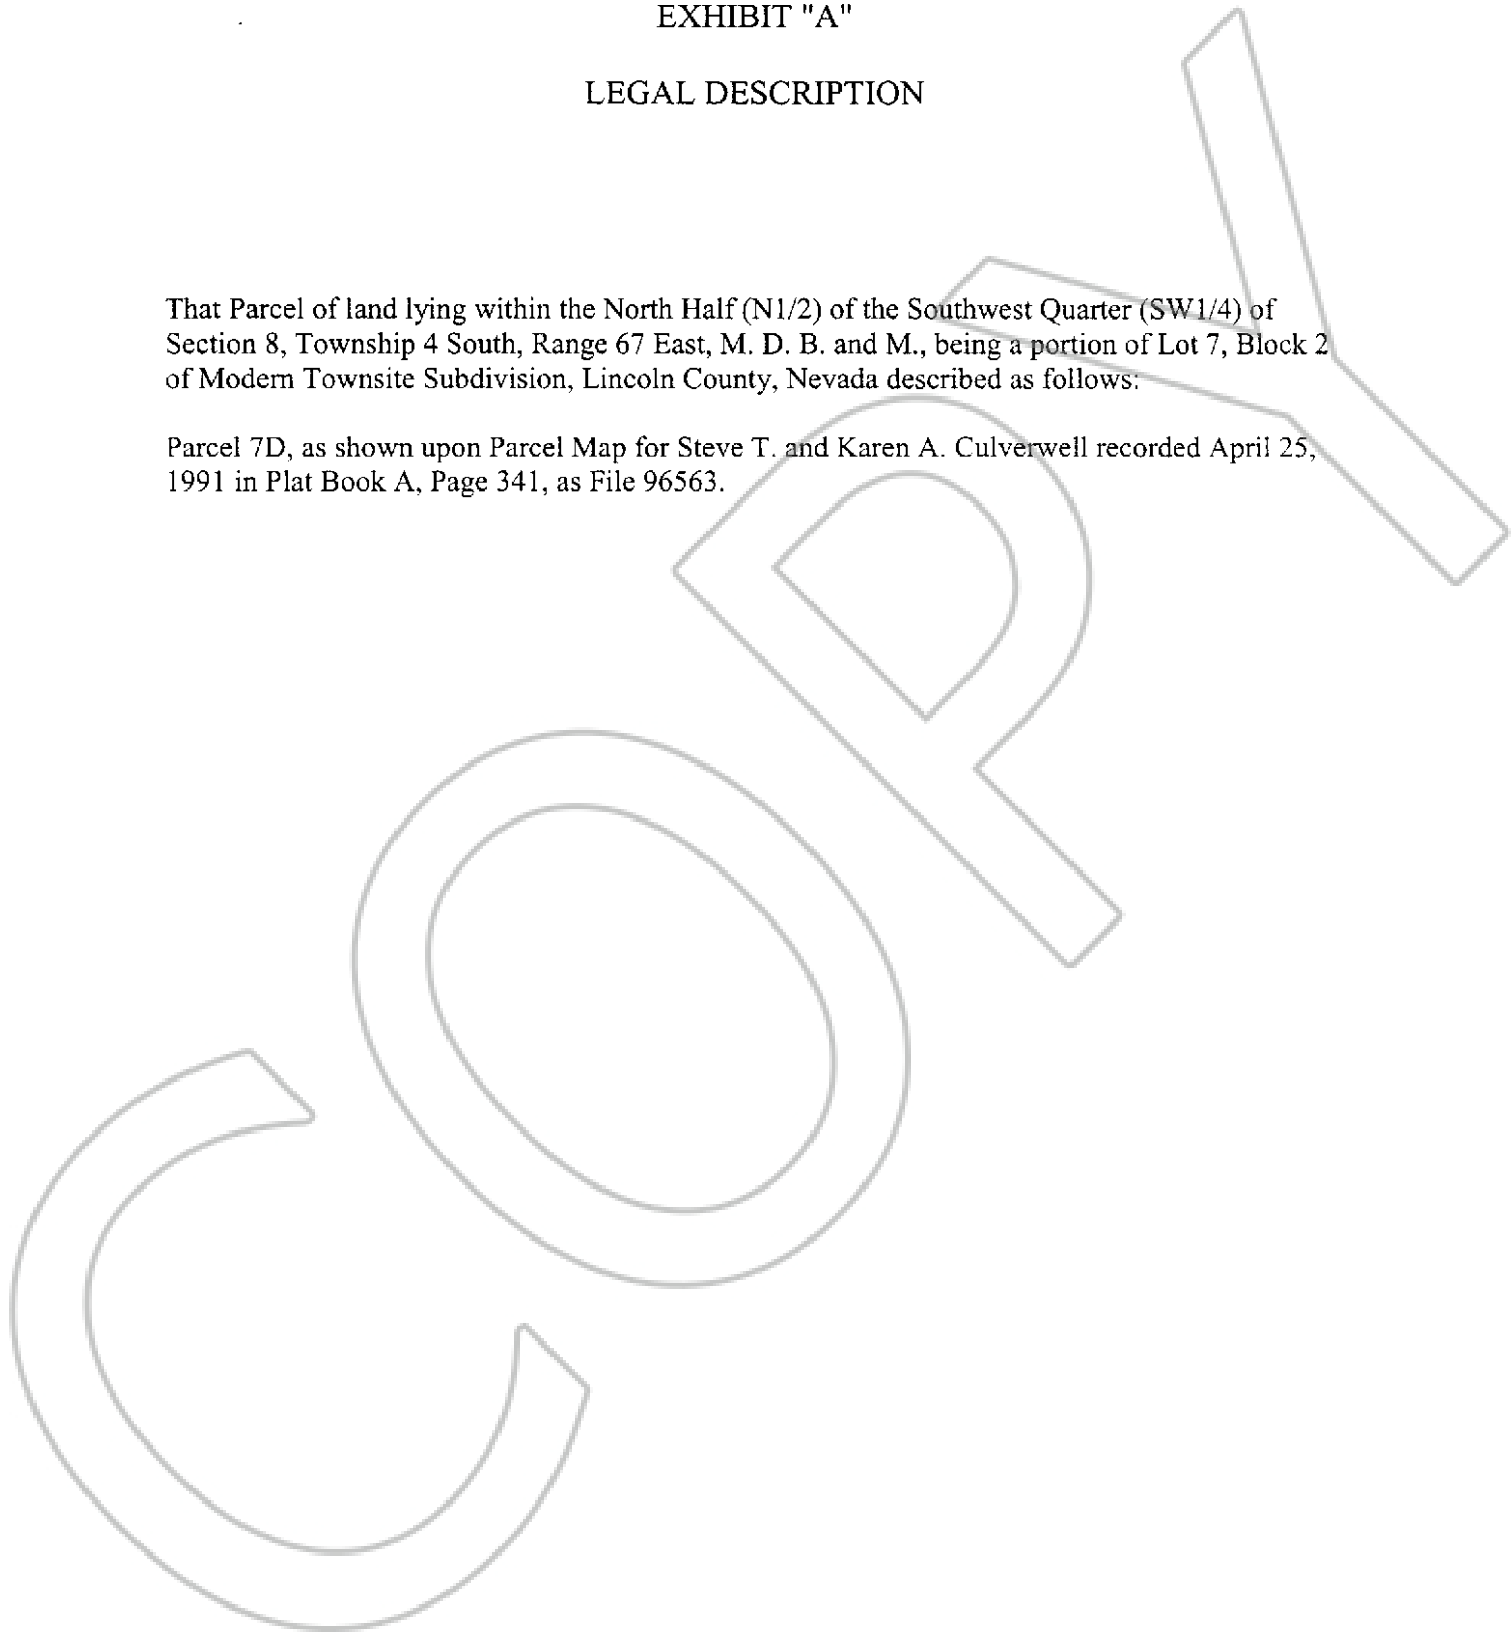 EXHIBIT "A"
LEGAL DESCRIPTION
That Parcel of land lying within the North Half (N1/2) of the Southwest Quarter (SW1/4) of
Section 8, Township 4 South, Range 67 East, M. D. B. and M., being a portion of Lot 7, Block 2
of Modern Townsite Subdivision, Lincoln County, Nevada described as follows:
Parcel 7D, as shown upon Parcel Map for Steve T. and Karen A. Culverwell recorded April 25,
1991 in Plat Book A, Page 341, as File 96563.
COPY